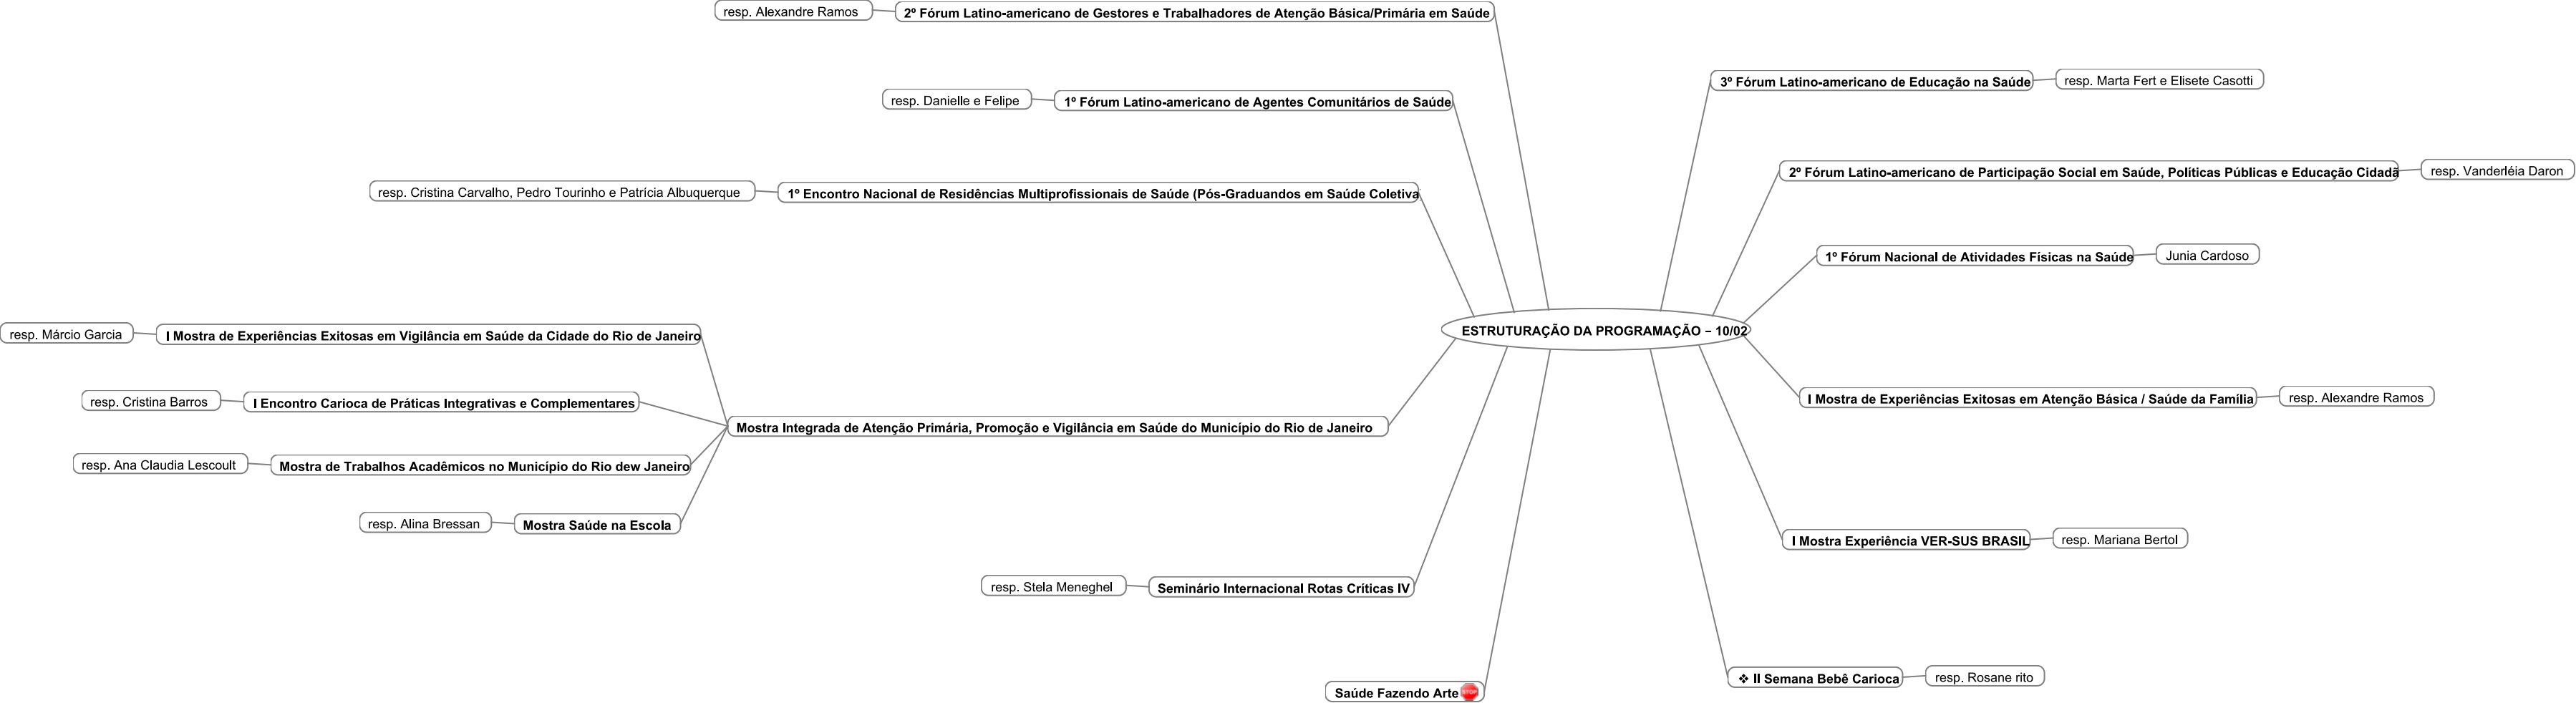 resp. Alexandre Ramos
2º Fórum Latino-americano de Gestores e Trabalhadores de Atenção Básica/Primária em Saúde
resp. Danielle e Felipe
1º Fórum Latino-americano de Agentes Comunitários de Saúde
resp. Cristina Carvalho, Pedro Tourinho e Patrícia Albuquerque
1º Encontro Nacional de Residências Multiprofissionais de Saúde (Pós-Graduandos em Saúde Coletiva
resp. Márcio Garcia
I Mostra de Experiências Exitosas em Vigilância em Saúde da Cidade do Rio de Janeiro
resp. Cristina Barros
I Encontro Carioca de Práticas Integrativas e Complementares
resp. Ana Claudia Lescoult
Mostra de Trabalhos Acadêmicos no Município do Rio dew Janeiro
resp. Alina Bressan
Mostra Saúde na Escola
Mostra Integrada de Atenção Primária, Promoção e Vigilância em Saúde do Município do Rio de Janeiro
resp. Stela Meneghel
Seminário Internacional Rotas Críticas IV
Saúde Fazendo Arte
STOP
ESTRUTURAÇÃO DA PROGRAMAÇÃO – 10/02
3º Fórum Latino-americano de Educação na Saúde
resp. Marta Fert e Elisete Casotti
2º Fórum Latino-americano de Participação Social em Saúde, Políticas Públicas e Educação Cidadã
resp. Vanderléia Daron
1º Fórum Nacional de Atividades Físicas na Saúde
Junia Cardoso
I Mostra de Experiências Exitosas em Atenção Básica / Saúde da Família
resp. Alexandre Ramos
I Mostra Experiência VER-SUS BRASIL
resp. Mariana Bertol
❖ II Semana Bebê Carioca
resp. Rosane rito